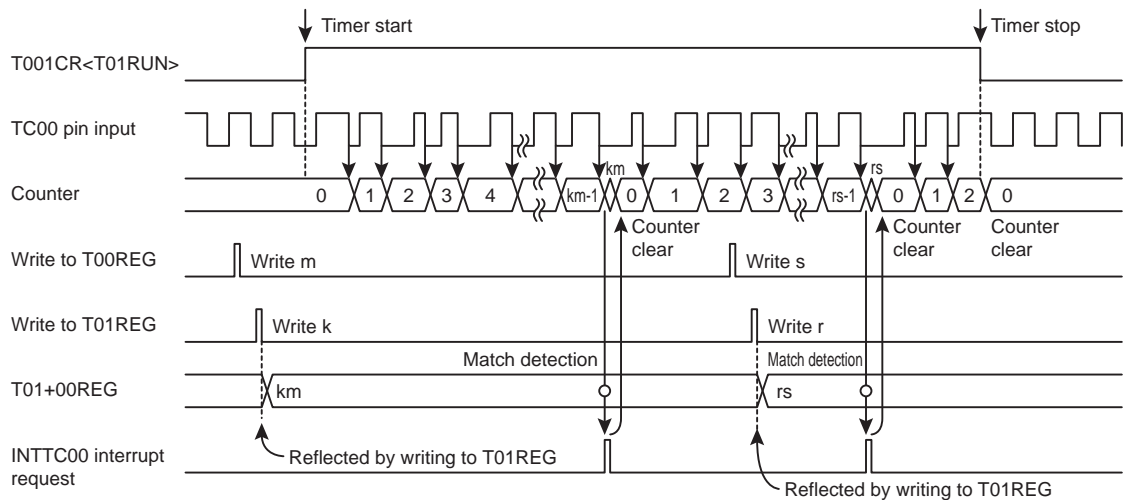 Timer start
Timer stop
T001CR<T01RUN>
TC00 pin input
km
rs
Counter
0 1 2 3 4 km-1 0 1 2 3 rs-1 0 1 2 0
Counter clear
Counter clear
Counter clear
Write to T00REG
Write m
Write s
Write to T01REG
Write k
Write r
Match detection
Match detection
T01+00REG
km
rs
INTTC00 interrupt
request
Reflected by writing to T01REG
Reflected by writing to T01REG